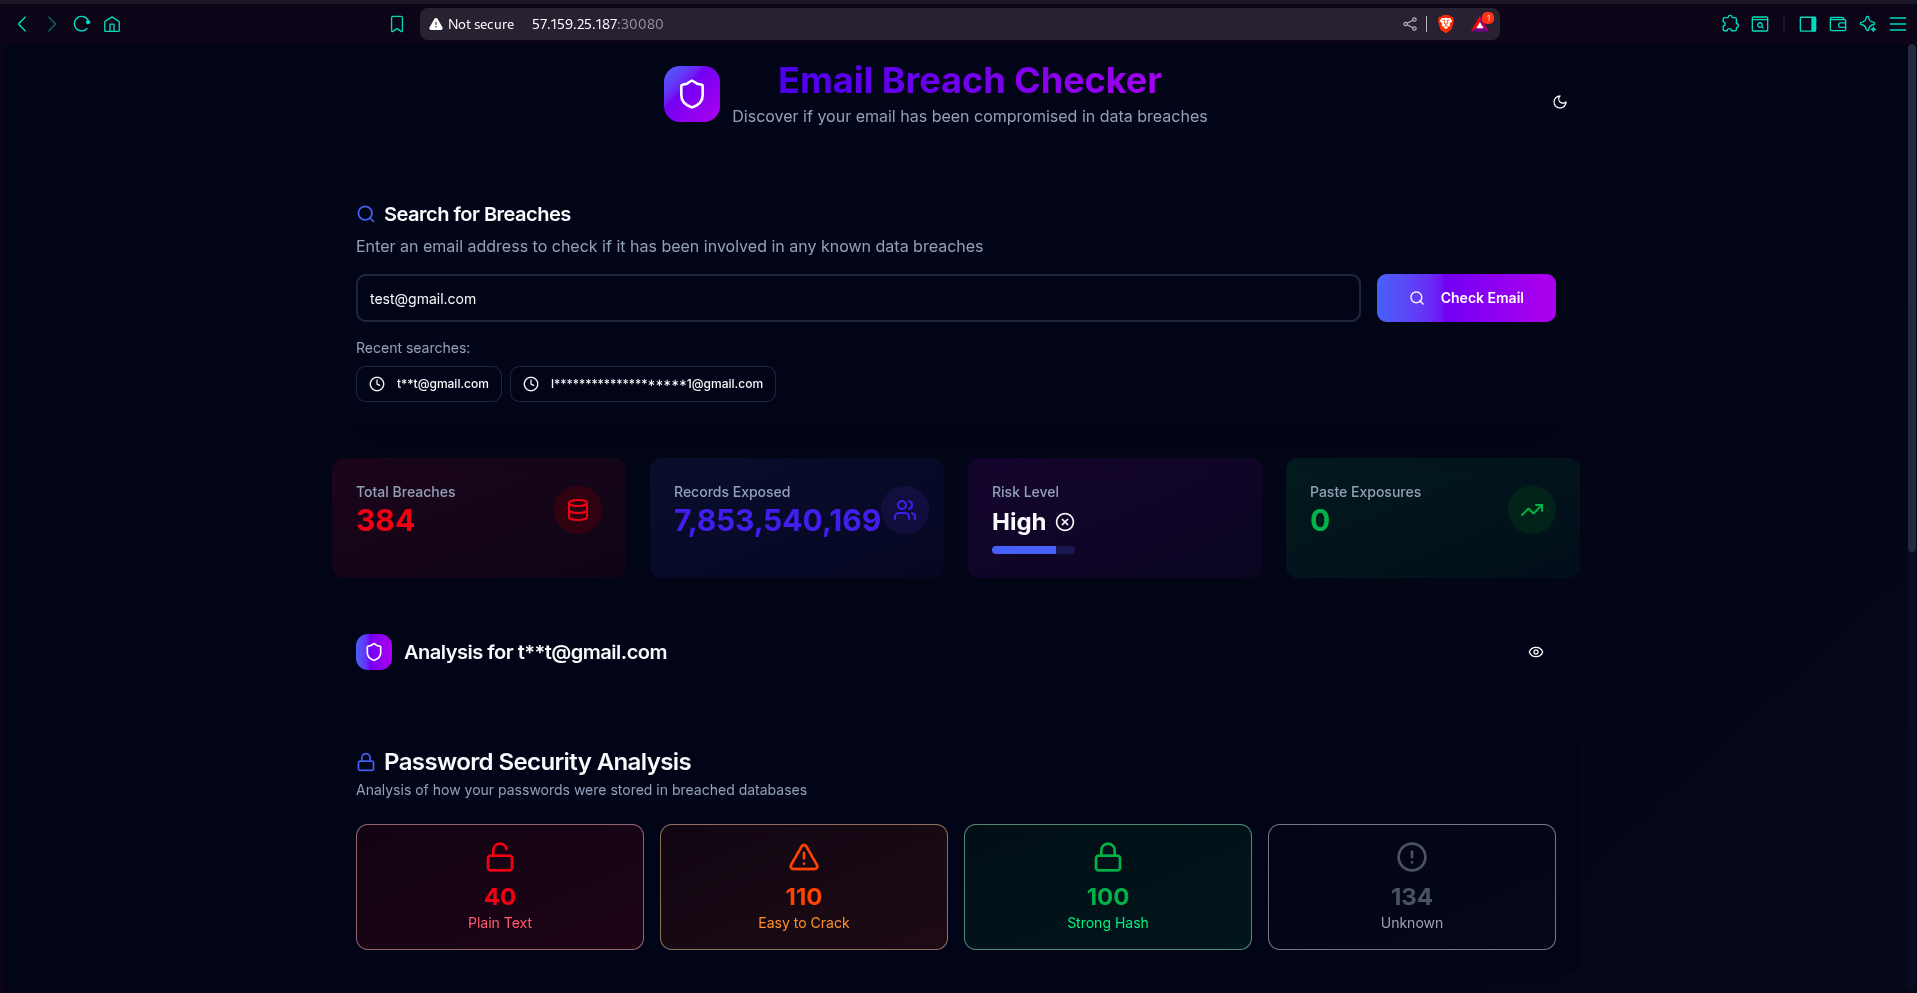 Not secure 57.159.25.187:30080
1
Email Breach Checker
Discover if your email has been compromised in data breaches
Search for Breaches
Enter an email address to check if it has been involved in any known data breaches
test@gmail.com
Check Email
Recent searches:
t**t@gmail.com
l*********************1@gmail.com
Total Breaches
384
Records Exposed
7,853,540,169
Risk Level
High
Paste Exposures
0
Analysis for t**t@gmail.com
Password Security Analysis
Analysis of how your passwords were stored in breached databases
40
Plain Text
110
Easy to Crack
100
Strong Hash
134
Unknown